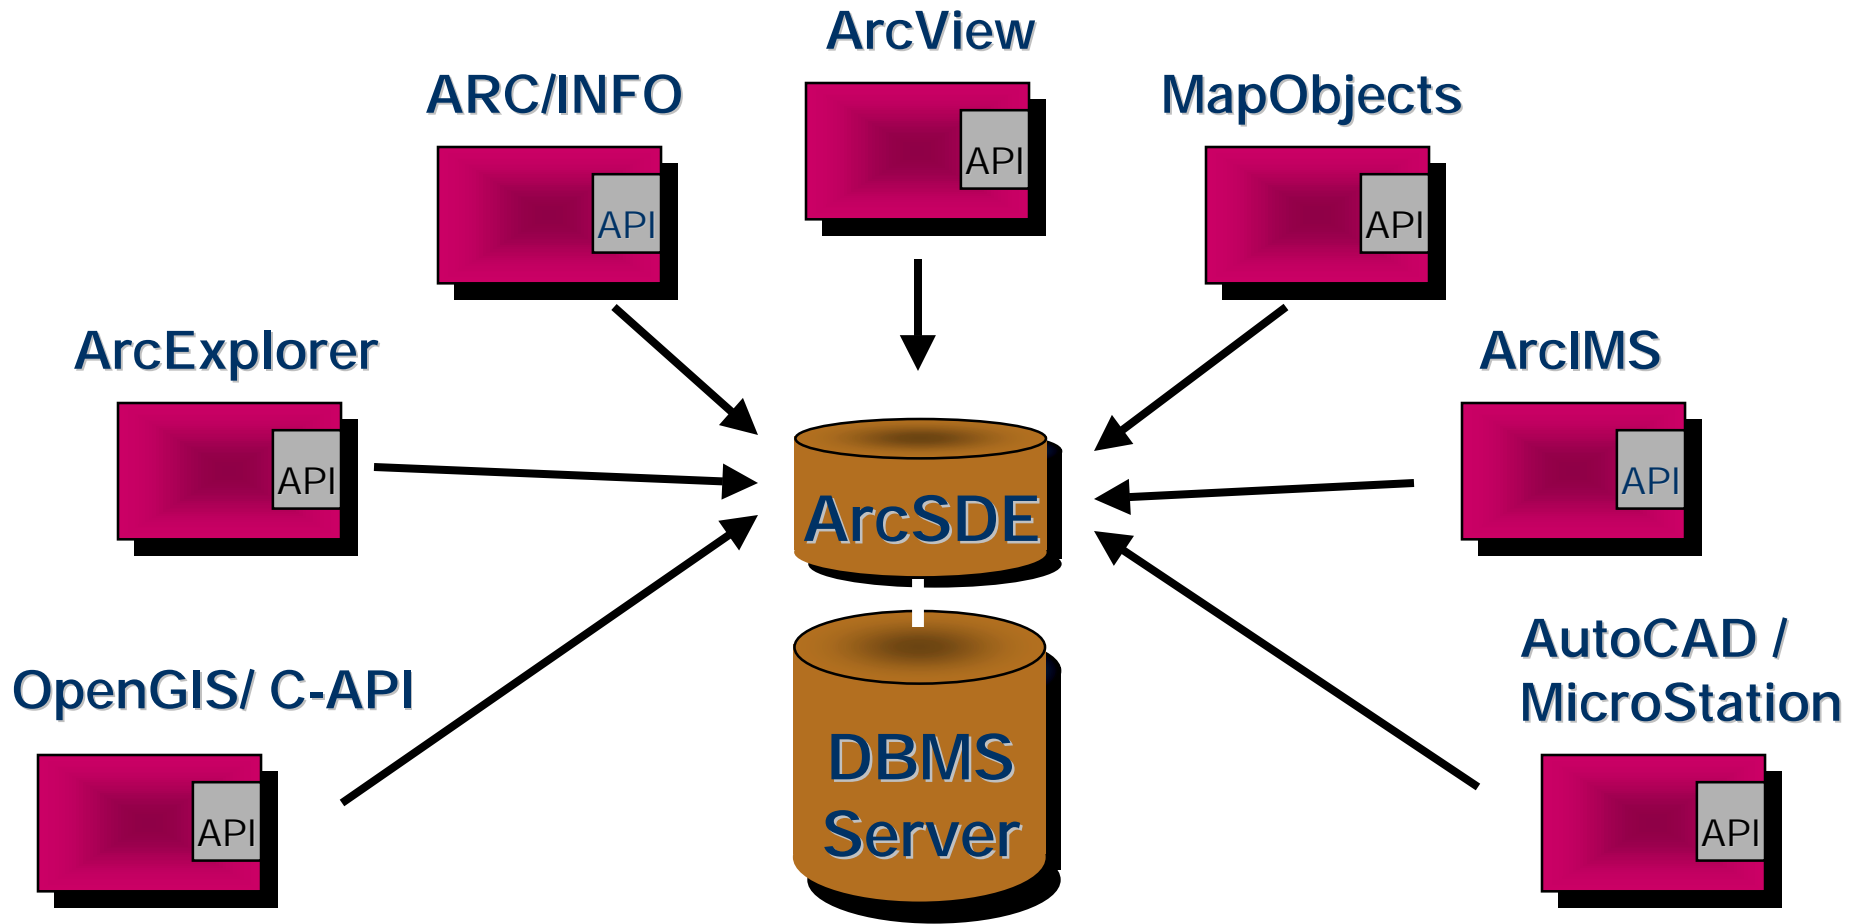 ArcView
ARC/INFO
MapObjects
API
API
API
ArcExplorer
ArcIMS
API
API
ArcSDE
OpenGIS/ C-API
AutoCAD /
MicroStation
DBMS
Server
API
API